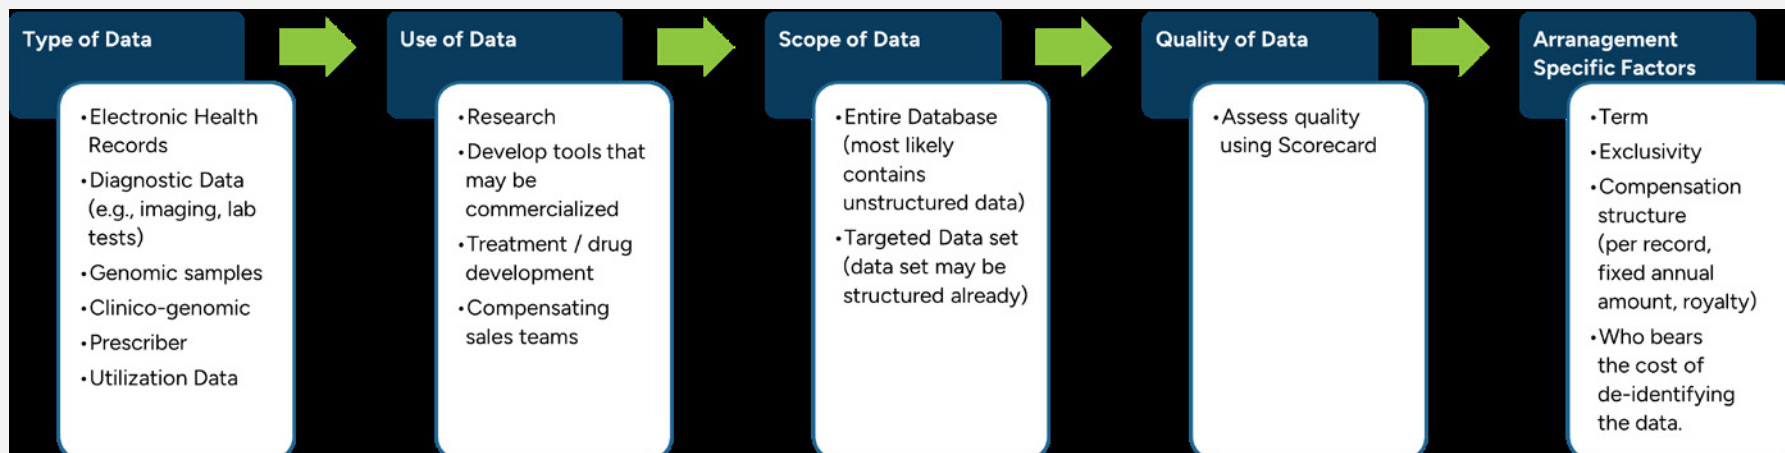 Type of Data
•Electronic Health
Records
•Diagnostic Data
(e.g., imaging, lab
tests)
•Genomic samples
•Clinico-genomic
•Prescriber
•Utilization Data
Use of Data
•Research
•Develop tools that
may be
commercialized
•Treatment / drug
development
•Compensating
sales teams
Scope of Data
•Entire Database
(most likely
contains
unstructured data)
•Targeted Data set
(data set may be
structured already)
Quality of Data
•Assess quality
using Scorecard
Arranagement
Specific Factors
•Term
•Exclusivity
•Compensation
structure
(per record,
fixed annual
amount, royalty)
•Who bears
the cost of
de-identifying
the data.